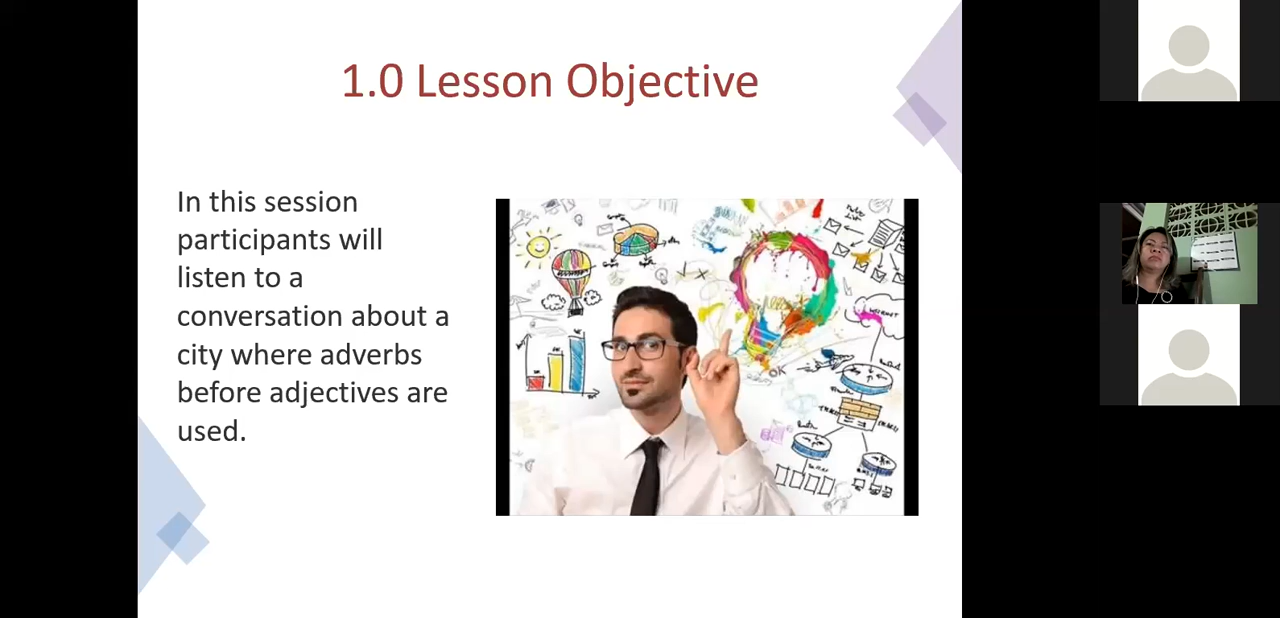 1.0 Lesson Objective
In this session
participants will
listen to a
conversation about a
city where adverbs
before adjectives are
used.
OK